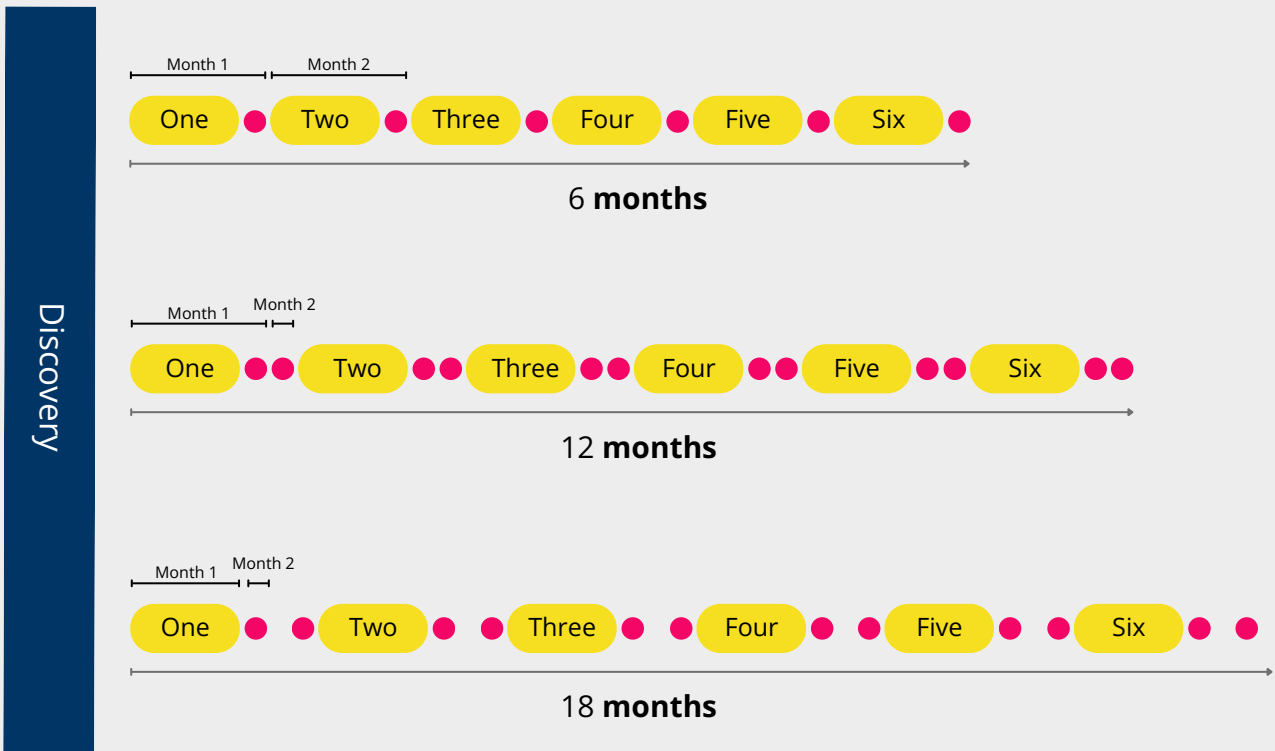 Discovery
Month 1 Month 2
One Two Three Four Five Six
6 months
Month 1 Month 2
One Two Three Four Five Six
12 months
Month 1 Month 2
One Two Three Four Five Six
18 months